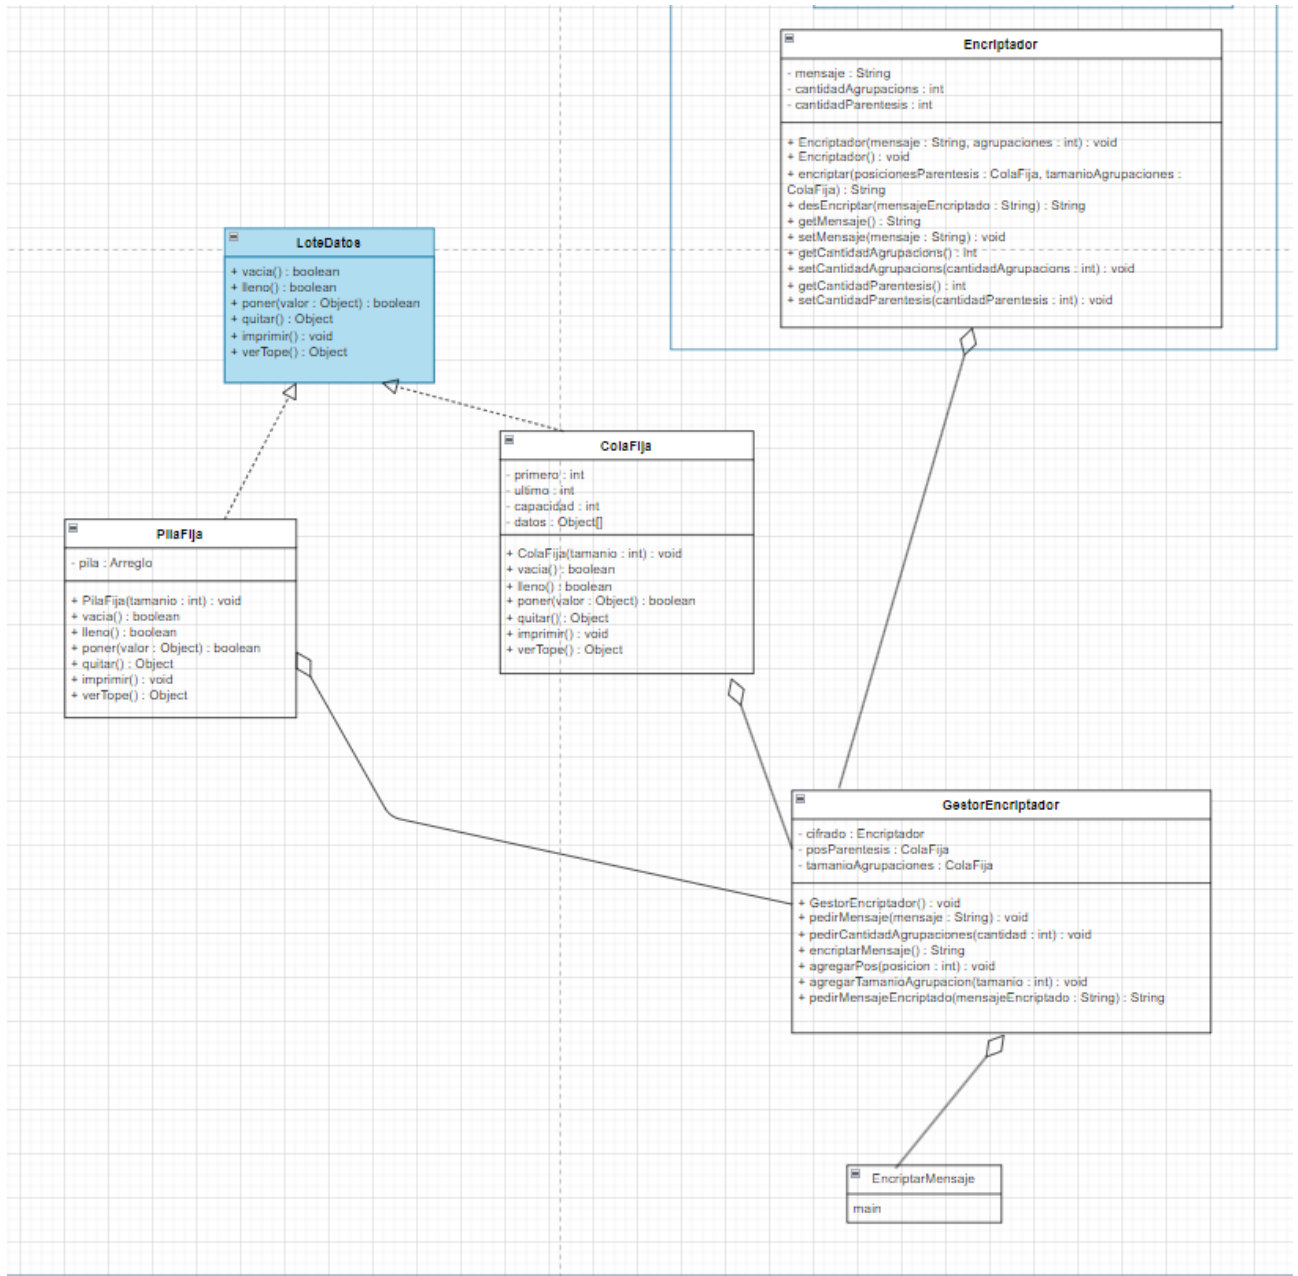 Encriptador
- mensaje : String
- cantidadAgrupacions : int
- cantidadParentesis : int
+ Encriptador(mensaje : String, agrupaciones : int) : void
+ Encriptador() : void
+ encriptar(posicionesParentesis : ColaFija, tamanioAgrupaciones :
ColaFija) : String
+ desEncriptar(mensajeEncriptado : String) : String
+ getMensaje() : String
+ setMensaje(mensaje : String) : void
+ getCantidadAgrupacions() : int
+ setCantidadAgrupacions(cantidadAgrupacions : int) : void
+ getCantidadParentesis() : int
+ setCantidadParentesis(cantidadParentesis : int) : void
LoteDatos
+ vacia() : boolean
+ lleno() : boolean
+ poner(valor : Object) : boolean
+ quitar() : Object
+ imprimir() : void
+ verTope() : Object
ColaFija
- primero : int
- ultimo : int
- capacidad : int
- datos : Object[]
+ ColaFija(tamanio : int) : void
+ vacia() : boolean
+ lleno() : boolean
+ poner(valor : Object) : boolean
+ quitar() : Object
+ imprimir() : void
+ verTope() : Object
PilaFija
- pila : Arreglo
+ PilaFija(tamanio : int) : void
+ vacia() : boolean
+ lleno() : boolean
+ poner(valor : Object) : boolean
+ quitar() : Object
+ imprimir() : void
+ verTope() : Object
GestorEncriptador
- cifrado : Encriptador
- posParentesis : ColaFija
- tamanioAgrupaciones : ColaFija
+ GestorEncriptador() : void
+ pedirMensaje(mensaje : String) : void
+ pedirCantidadAgrupaciones(cantidad : int) : void
+ encriptarMensaje() : String
+ agregarPos(posicion : int) : void
+ agregarTamanioAgrupacion(tamanio : int) : void
+ pedirMensajeEncriptado(mensajeEncriptado : String) : String
EncriptarMensaje
main